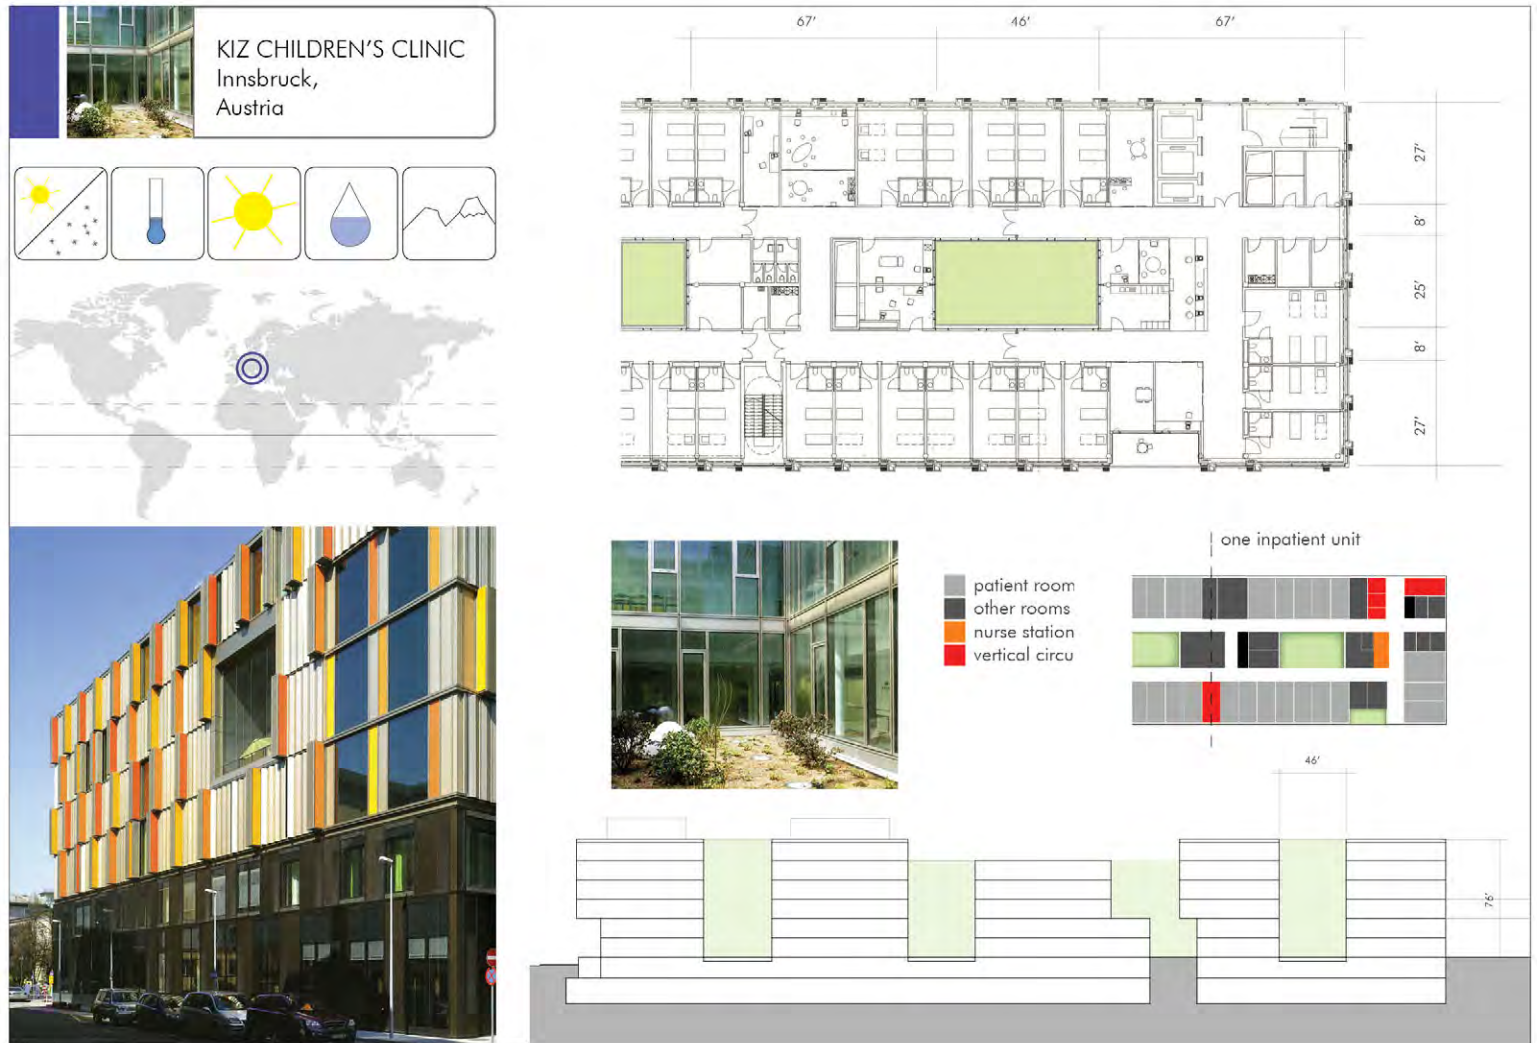 KIZ CHILDREN'S CLINIC
Innsbruck,
Austria
67'
46'
67'
27'
8'
25'
8'
27'
one inpatient unit
patient room
other rooms
nurse station
vertical circu
46'
76'